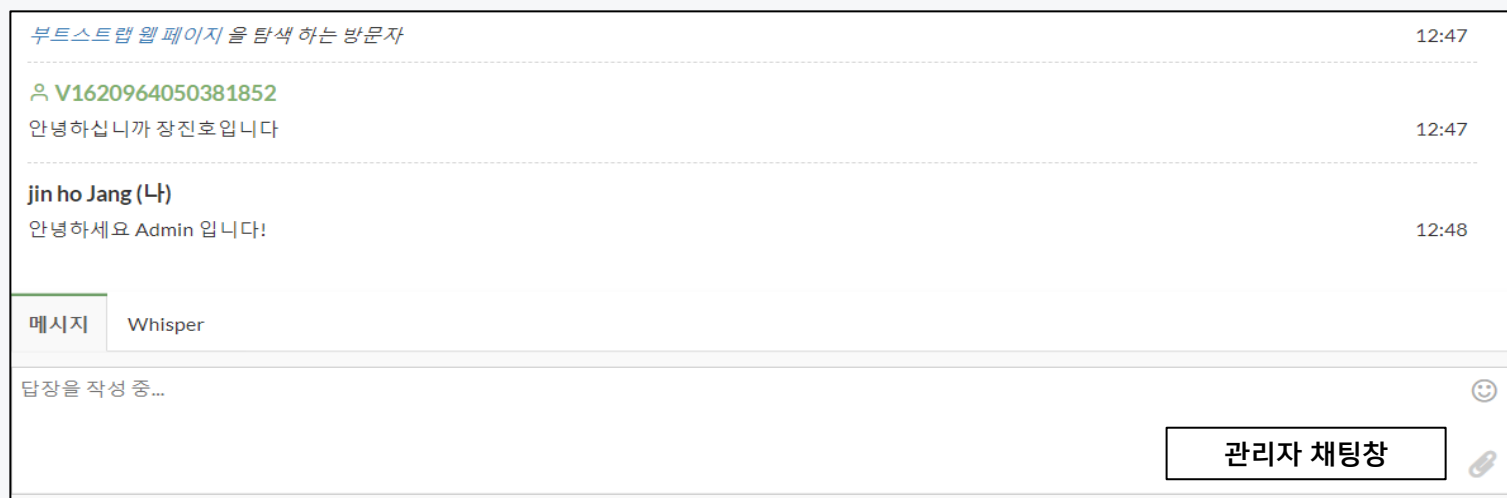 부트스트랩 웹 페이지 을 탐색 하는 방문자 12:47
V1620964050381852
안녕하십니까 장진호입니다 12:47
jin ho Jang (나)
안녕하세요 Admin 입니다! 12:48
메시지 Whisper
답장을 작성 중...
관리자 채팅창